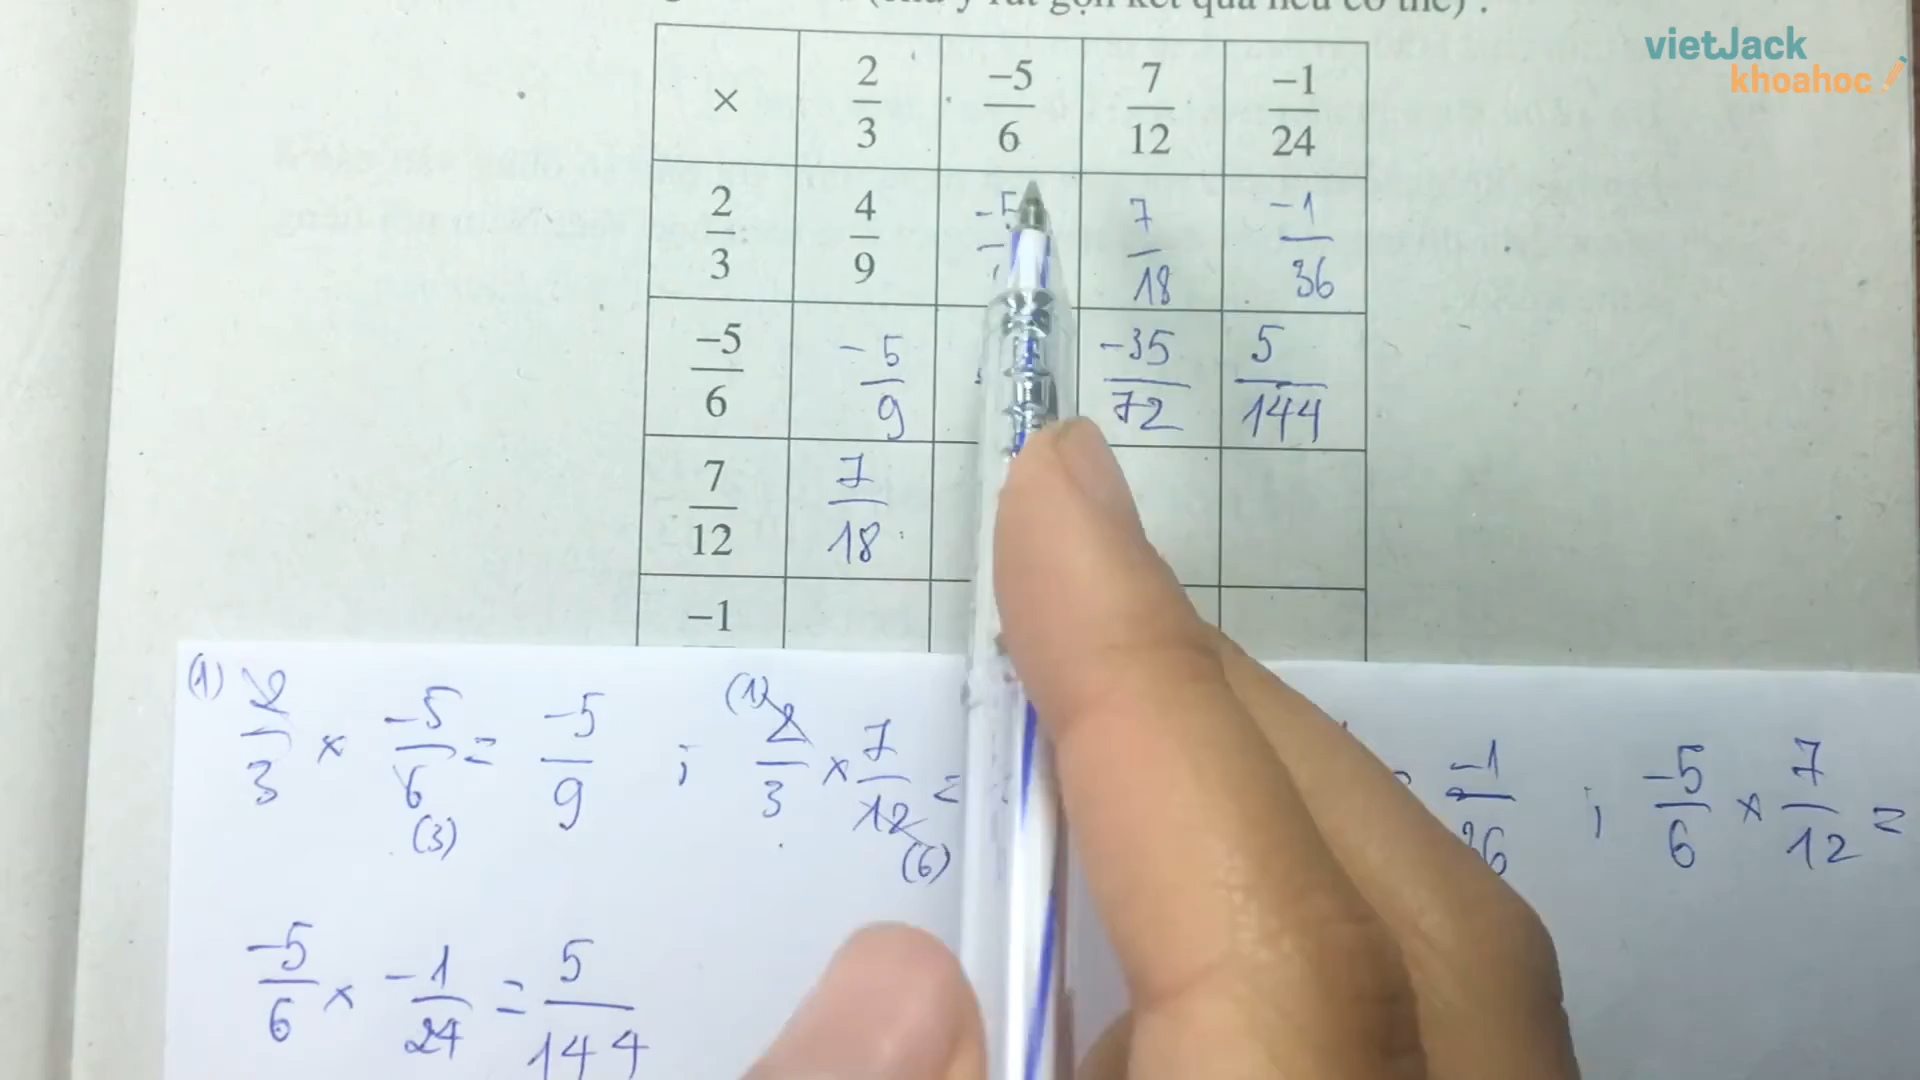 vietJack
khoahoc
× 2/3 -5/6 7/12 -1/24
2/3 4/9 -5 7/18 -1/36
-5/6 -5/9 -35/72 5/144
7/12 7/18
-1
(1) 2/3 × -5/6 (3) = -5/9 ; (1) 2/3 × 7/12 (6) = -1/36 ; -5/6 × 7/12 =
-5/6 × -1/24 = 5/144